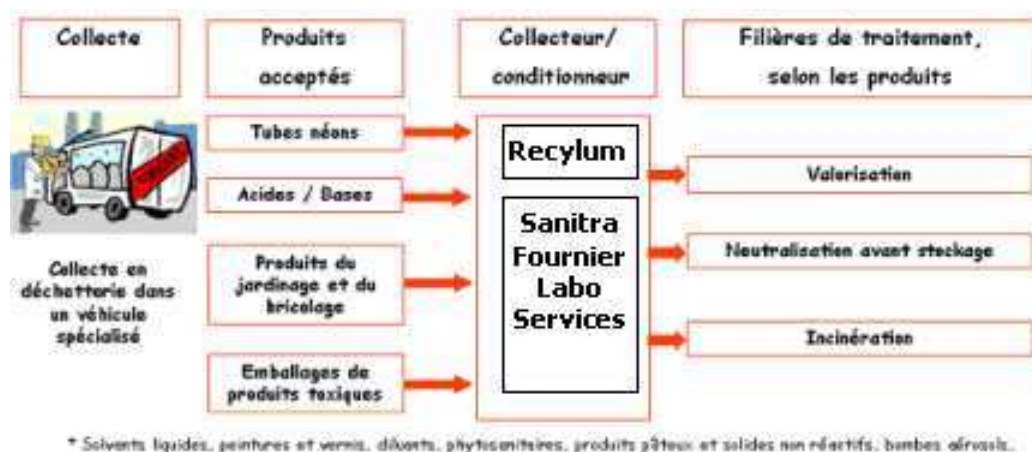 Collecte
Produits
acceptés
Collecteur/
conditionneur
Filières de traitement,
selon les produits
Tubes néons
Acides / Bases
Produits du
jardinage et du
bricolage
Emballages de
produits toxiques
Collecte en
déchetterie dans
un véhicule
spécialisé
Recylum
Sanitra
Fournier
Labo
Services
Valorisation
Neutralisation avant stockage
Incinération
* Solvants liquides, peintures et vernis, diluants, phytosanitaires, produits pâteux et solides non réactifs, bombes aérosols,